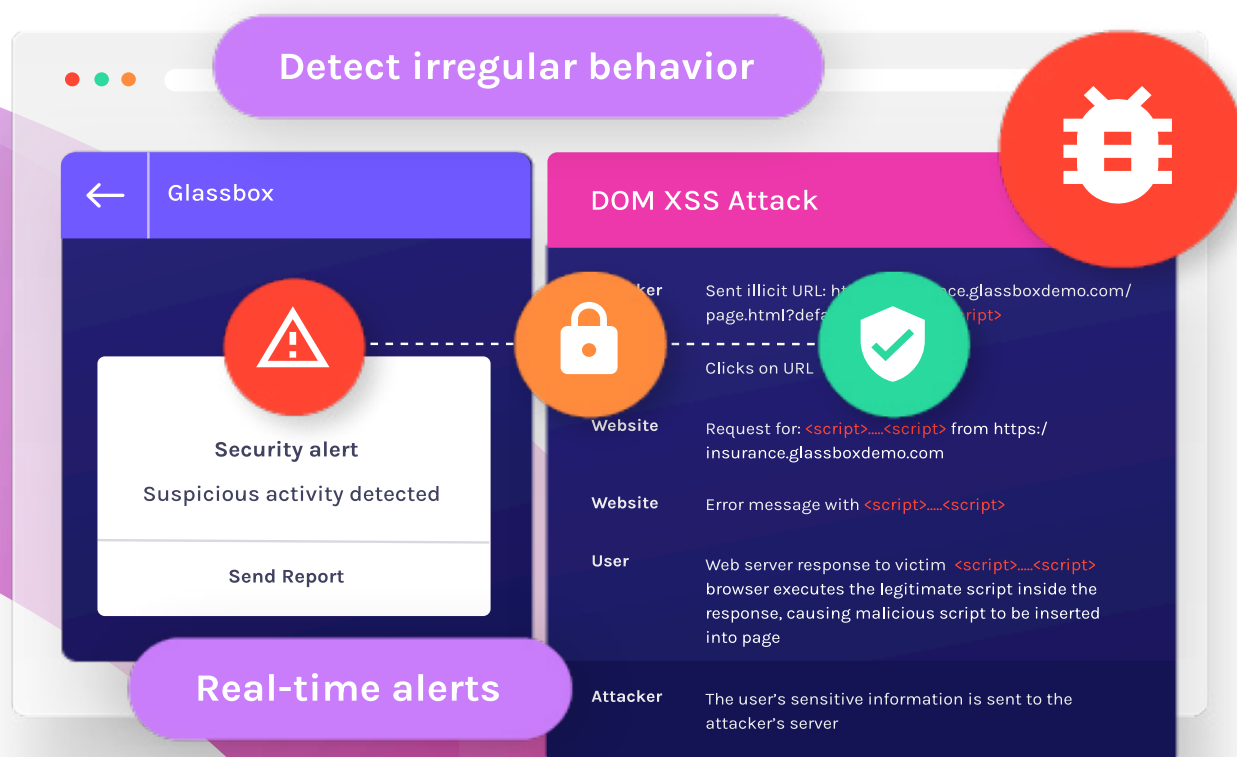 Detect irregular behavior
Glassbox
DOM XSS Attack
Security alert
Suspicious activity detected
Send Report
Real-time alerts
Sent illicit URL:
.glassboxdemo.com/
Clicks on URL
Website
Request for: <script>.....<script> from https:/
insurance.glassboxdemo.com
Website
Error message with <script>.....<script>
User
Web server response to victim <script>.....<script>
browser executes the legitimate script inside the
response, causing malicious script to be inserted
into page
Attacker
The user’s sensitive information is sent to the
attacker’s server